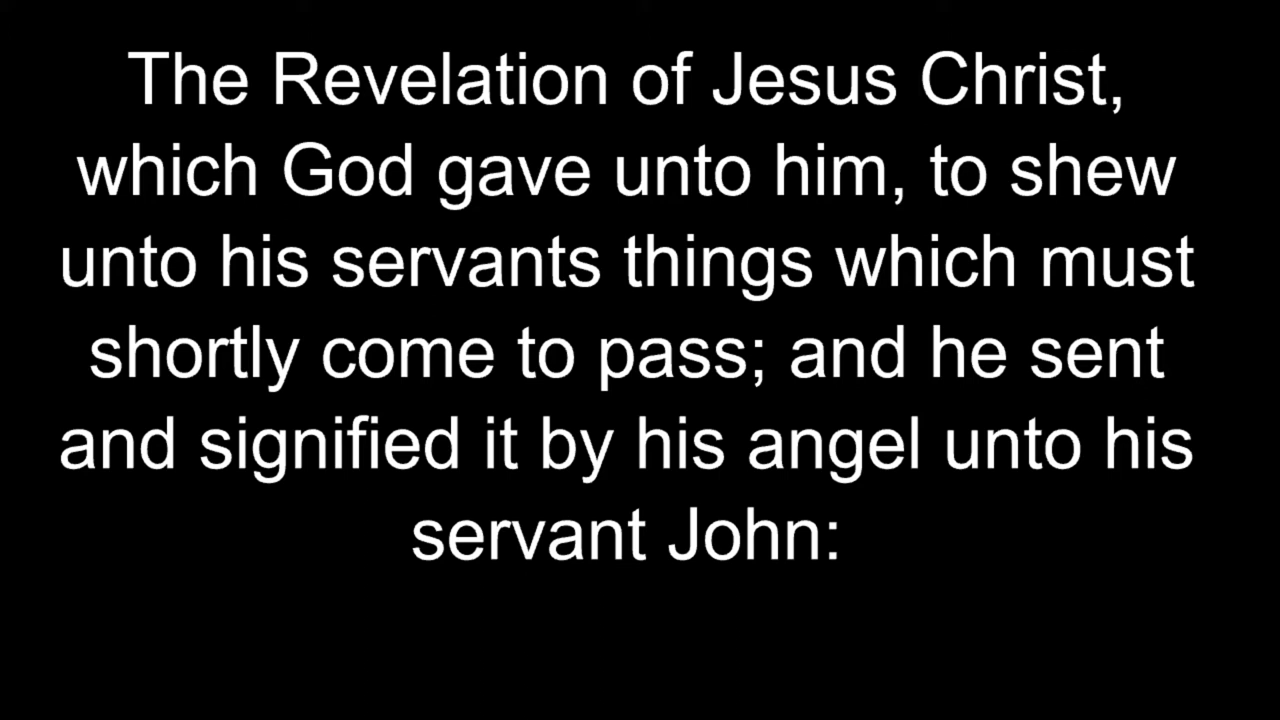 The Revelation of Jesus Christ,
which God gave unto him, to shew
unto his servants things which must
shortly come to pass; and he sent
and signified it by his angel unto his
servant John: